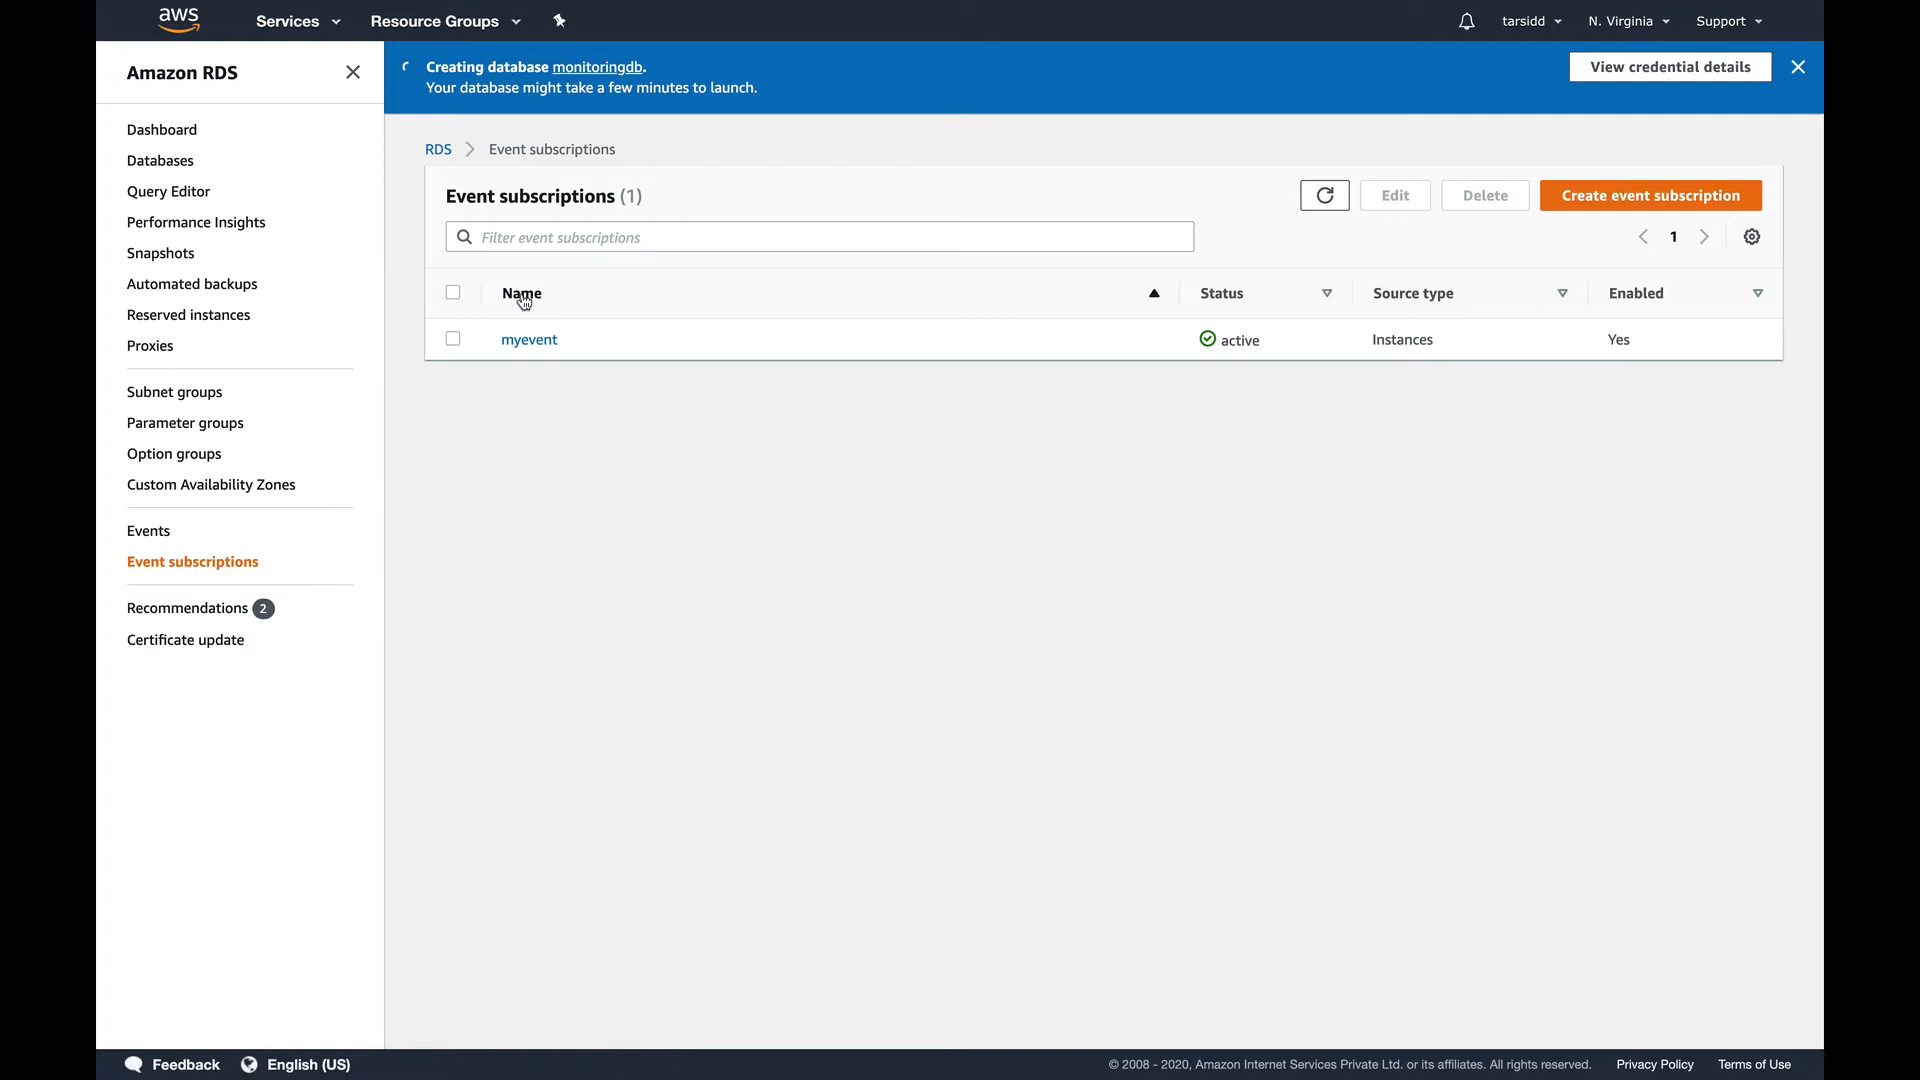 aws Services Resource Groups tarsidd N. Virginia Support
Amazon RDS
Dashboard
Databases
Query Editor
Performance Insights
Snapshots
Automated backups
Reserved instances
Proxies
Subnet groups
Parameter groups
Option groups
Custom Availability Zones
Events
Event subscriptions
Recommendations 2
Certificate update
Creating database monitoringdb.
Your database might take a few minutes to launch.
View credential details
RDS Event subscriptions
Event subscriptions (1)
Edit Delete Create event subscription
Filter event subscriptions
1
Name Status Source type Enabled
myevent active Instances Yes
Feedback English (US) © 2008 - 2020, Amazon Internet Services Private Ltd. or its affiliates. All rights reserved. Privacy Policy Terms of Use